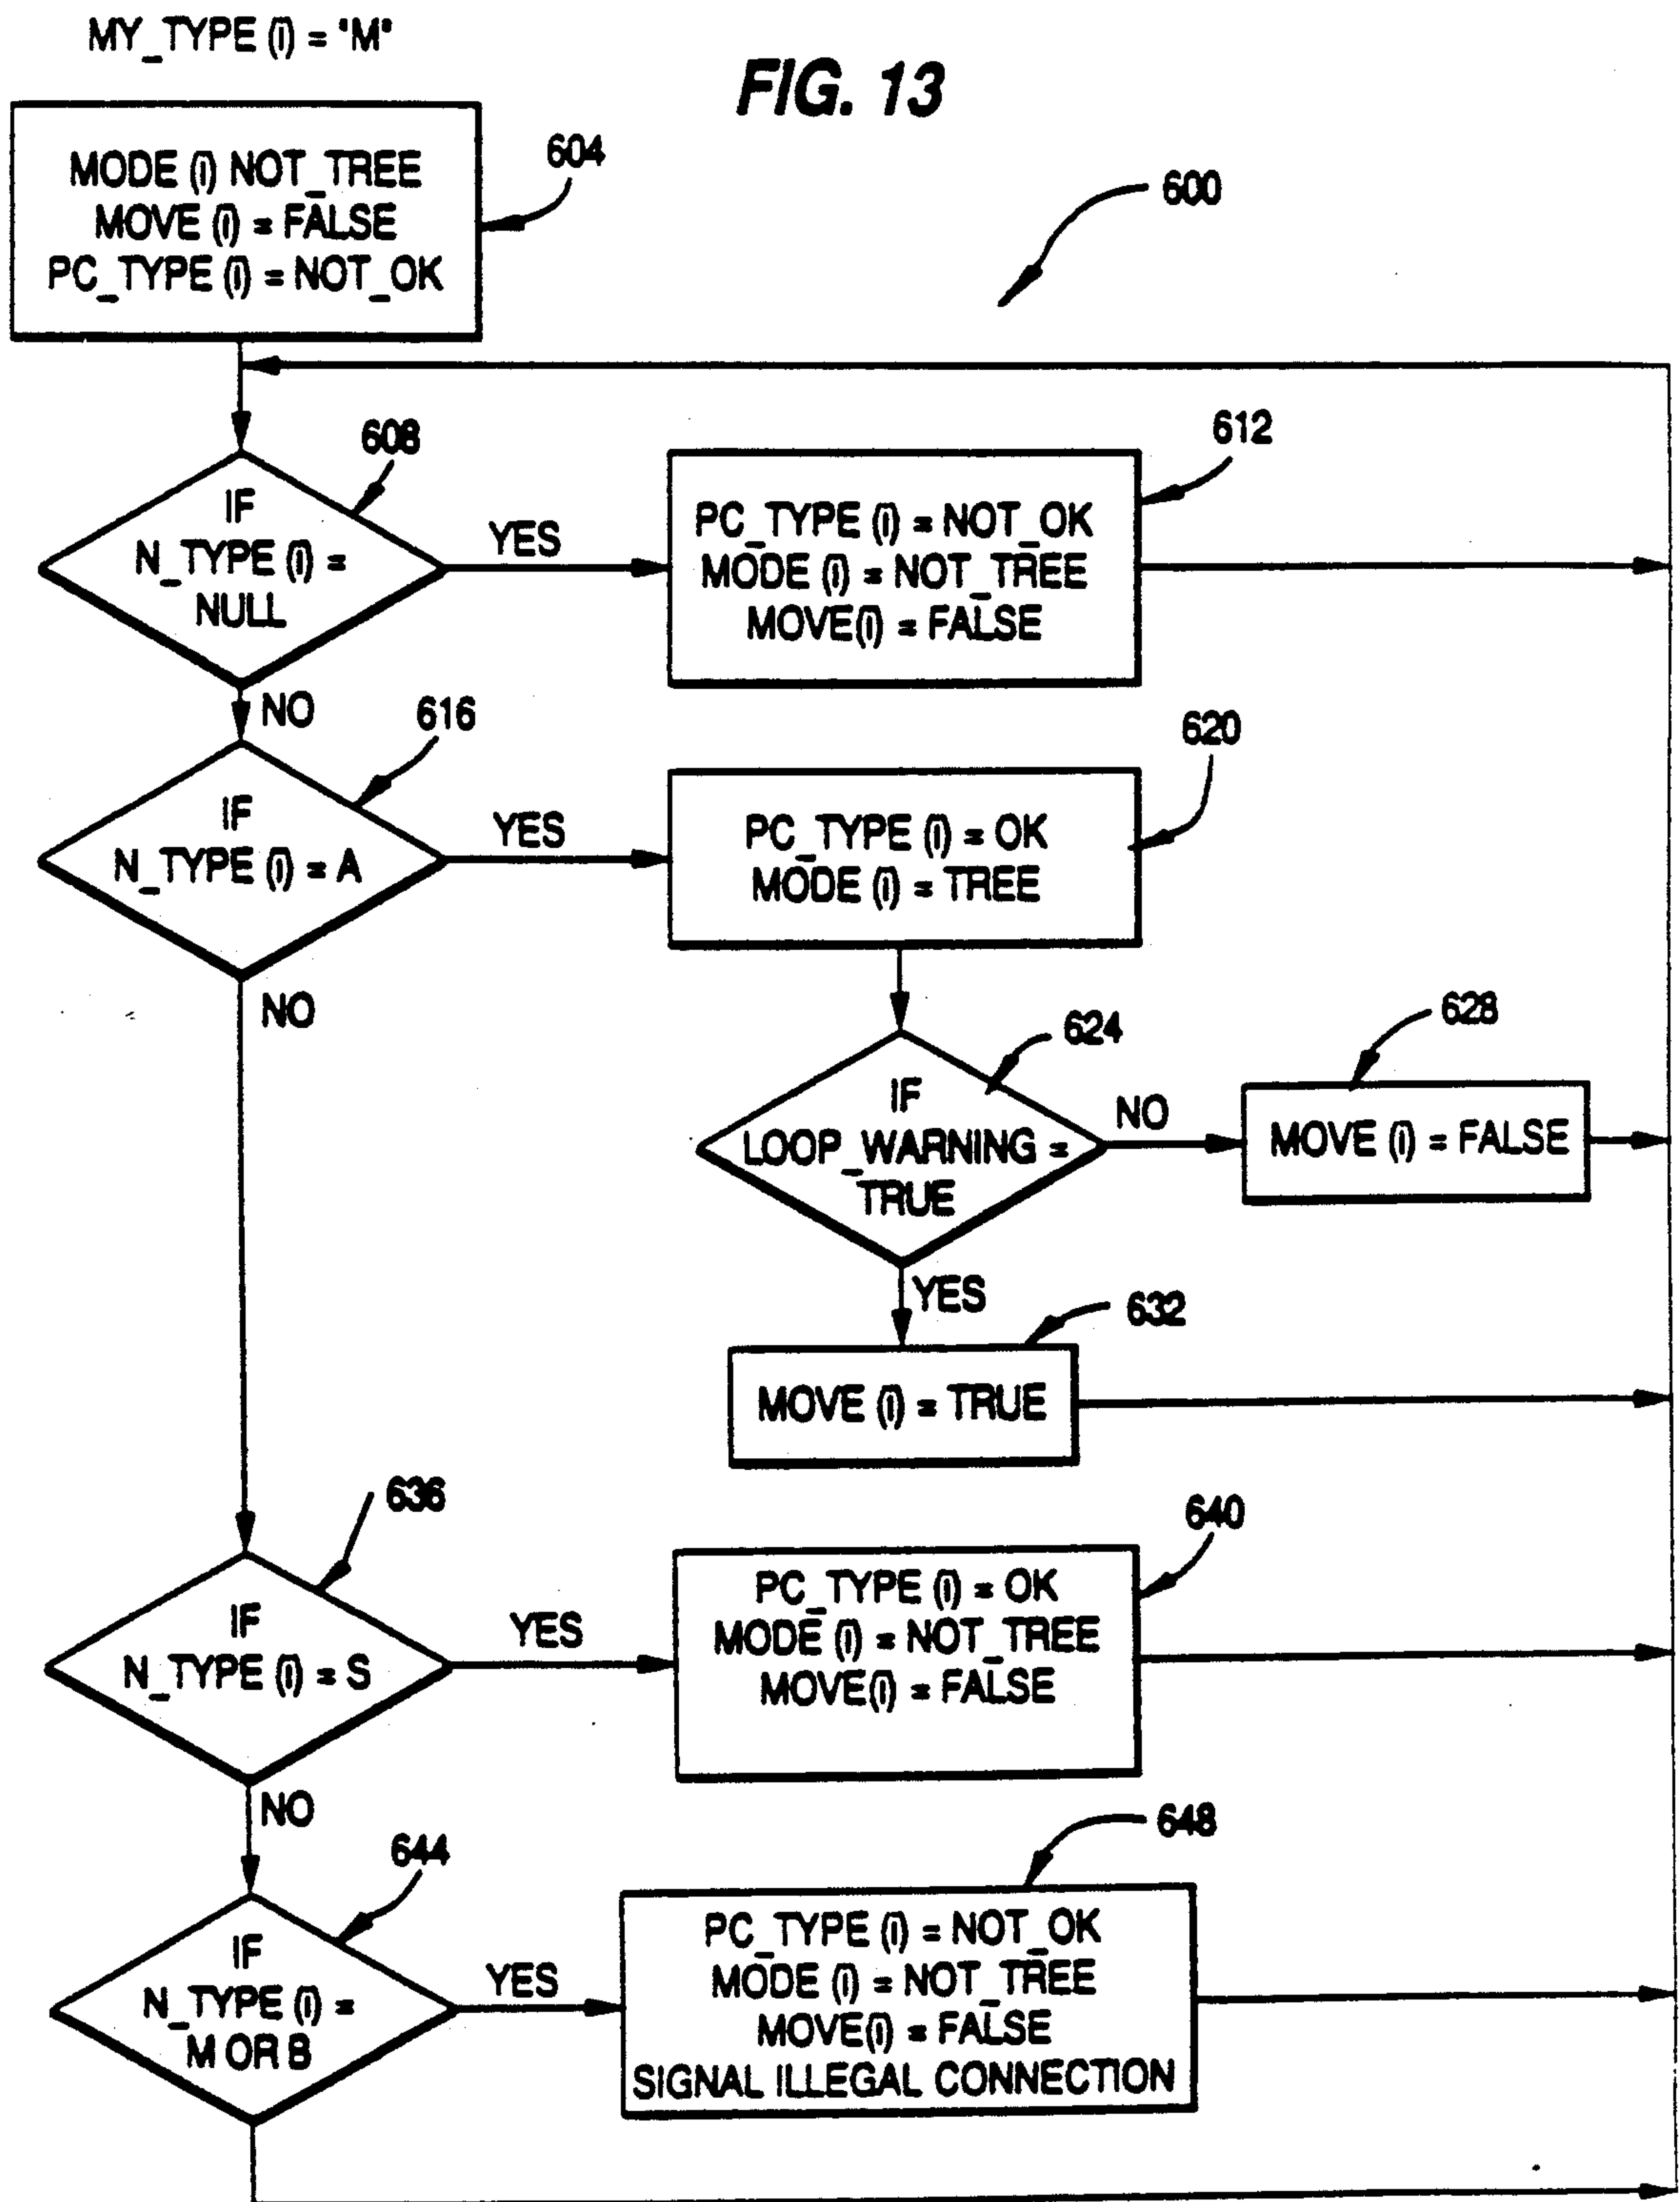 MY_TYPE (i) = "M"
FIG. 13
MODE (i) NOT_TREE
MOVE (i) = FALSE
PC_TYPE (i) = NOT_OK
604
600
608
IF
N_TYPE (i) =
NULL
YES
612
PC_TYPE (i) = NOT_OK
MODE (i) = NOT_TREE
MOVE(i) = FALSE
NO
616
IF
N_TYPE (i) = A
YES
620
PC_TYPE (i) = OK
MODE (i) = TREE
NO
624
IF
LOOP_WARNING =
TRUE
NO
628
MOVE (i) = FALSE
YES
632
MOVE (i) = TRUE
636
IF
N_TYPE (i) = S
YES
640
PC_TYPE (i) = OK
MODE (i) = NOT_TREE
MOVE(i) = FALSE
NO
644
IF
N_TYPE (i) =
M OR B
YES
648
PC_TYPE (i) = NOT_OK
MODE (i) = NOT_TREE
MOVE(i) = FALSE
SIGNAL ILLEGAL CONNECTION